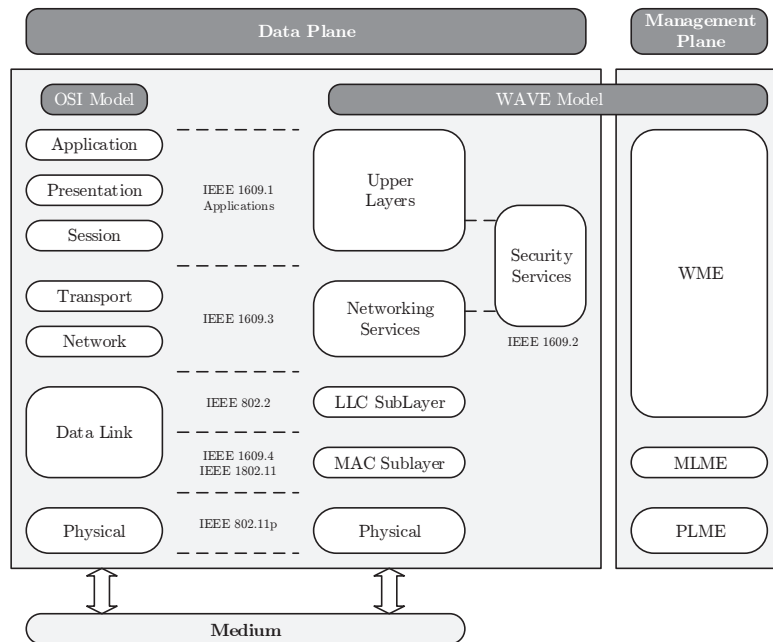 Data Plane
Management
Plane
OSI Model
WAVE Model
Application
Presentation
Session
IEEE 1609.1
Applications
Upper
Layers
Security
Services
IEEE 1609.2
WME
Transport
Network
IEEE 1609.3
Networking
Services
Data Link
IEEE 802.2
LLC SubLayer
IEEE 1609.4
IEEE 1802.11
MAC Sublayer
MLME
Physical
IEEE 802.11p
Physical
PLME
Medium